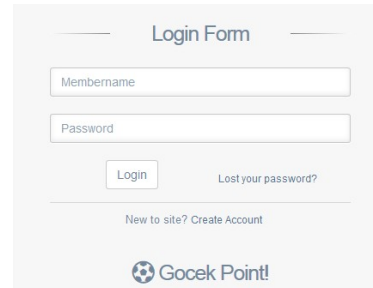 Login Form
Membername
Password
Login Lost your password?
New to site? Create Account
Gocek Point!